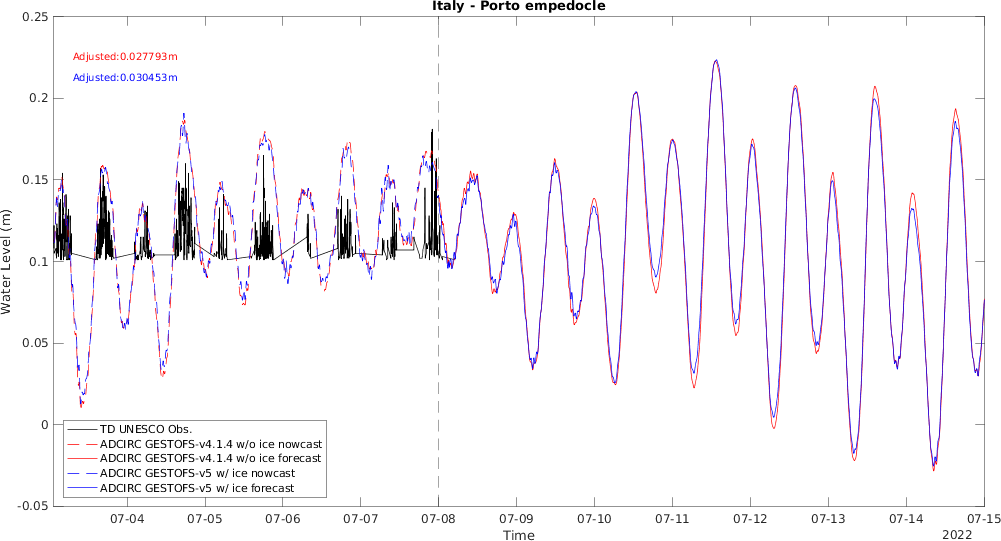 Italy - Porto empedocle
0.25
0.2
0.15
0.1
0.05
0
-0.05
Water Level (m)
Adjusted:0.027793m
Adjusted:0.030453m
TD UNESCO Obs.
ADCIRC GESTOFS-v4.1.4 w/o ice nowcast
ADCIRC GESTOFS-v4.1.4 w/o ice forecast
ADCIRC GESTOFS-v5 w/ ice nowcast
ADCIRC GESTOFS-v5 w/ ice forecast
07-04 07-05 07-06 07-07 07-08 07-09 07-10 07-11 07-12 07-13 07-14 07-15
Time
2022